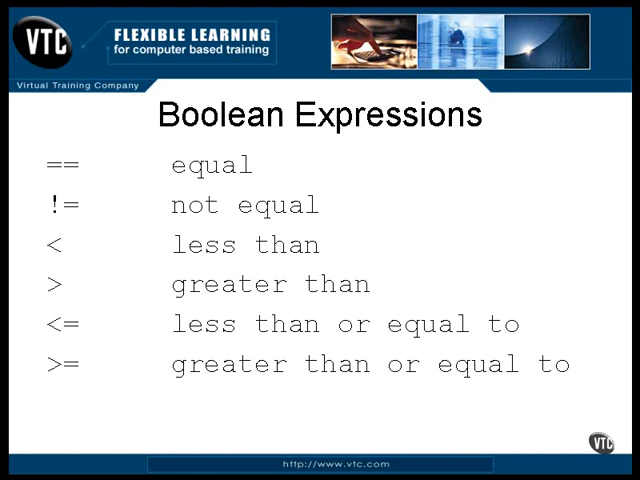 VTC
FLEXIBLE LEARNING
for computer based training
Virtual Training Company
Boolean Expressions
== equal
!= not equal
< less than
> greater than
<= less than or equal to
>= greater than or equal to
VTC
http://www.vtc.com